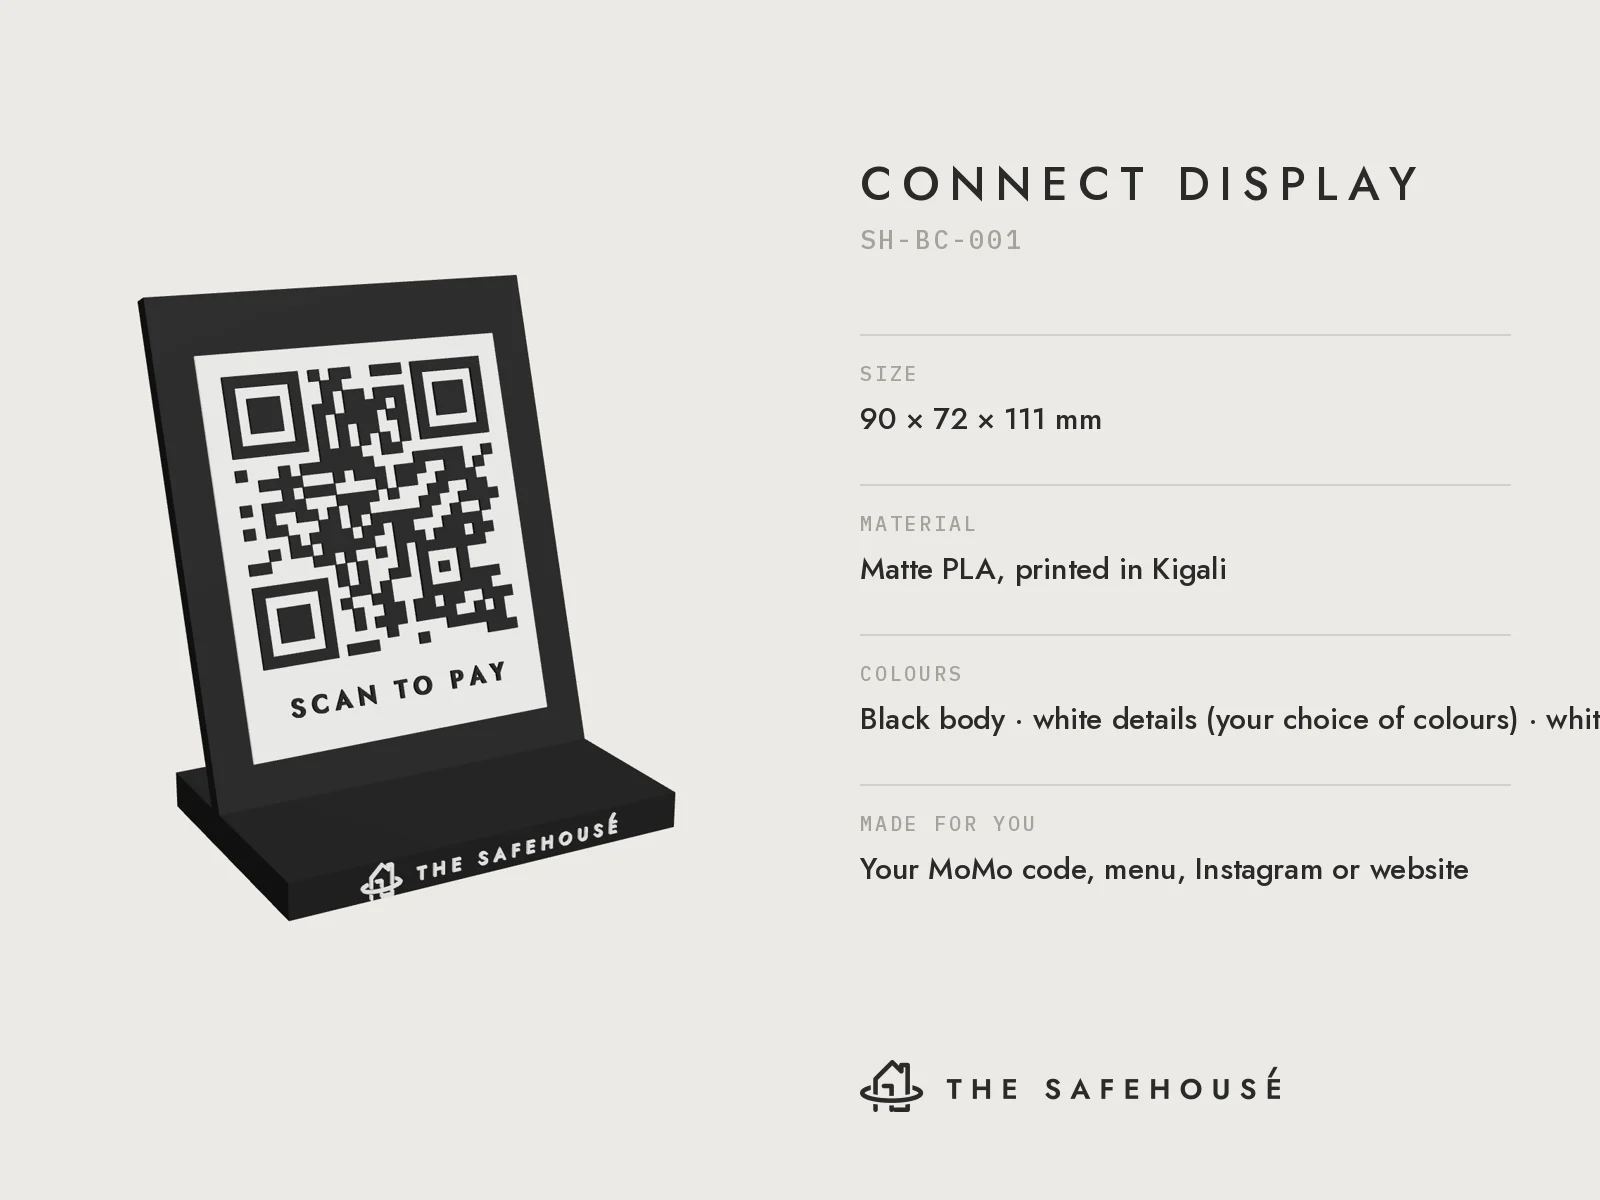 CONNECT DISPLAY
SH-BC-001
SIZE
90 × 72 × 111 mm
MATERIAL
Matte PLA, printed in Kigali
COLOURS
Black body · white details (your choice of colours) ·
MADE FOR YOU
Your MoMo code, menu, Instagram or website
THE SAFEHOUSÉ
SCAN TO PAY
THE SAFEHOUSÉ